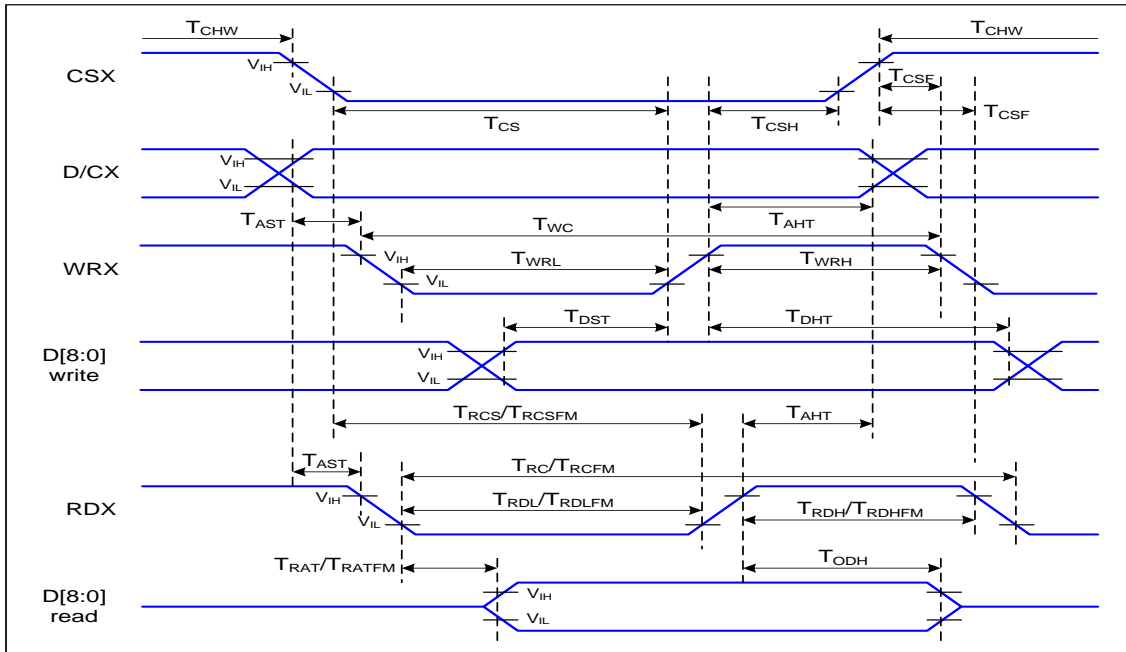 TCHW TCHW
CSX VIH VIL TCSF TCSF
TCS TCSH
D/CX VIH VIL
TAST TWC TAHT
WRX VIH VIL TWRL TWRH
TDST TDHT
D[8:0] VIH
write VIL
TRCS/TRCSFM TAHT
TAST TRC/TRCFM
RDX VIH VIL TRDL/TRDLFM TRDH/TRDHFM
TRAT/TRATFM TODH
D[8:0] VIH
read VIL